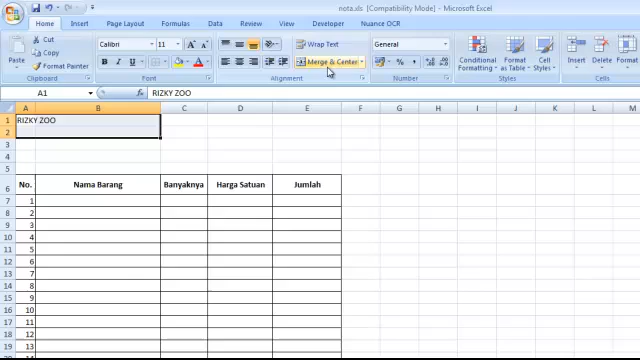 nota.xls [Compatibility Mode] - Microsoft Excel
Home Insert Page Layout Formulas Data Review View Developer Nuance OCR
Cut
Copy
Format Painter
Paste
Clipboard
Calibri 11
B I U
Font
Wrap Text
Merge & Center
Alignment
General
Number
Conditional Formatting
Format as Table
Cell Styles
Styles
Insert Delete Format
Cells
A1 fx RIZKY ZOO
A B C D E F G H I J K L M
1 RIZKY ZOO
2
3
4
5
6 No. Nama Barang Banyaknya Harga Satuan Jumlah
7 1
8 2
9 3
10 4
11 5
12 6
13 7
14 8
15 9
16 10
17 11
18 12
19 13
20 14